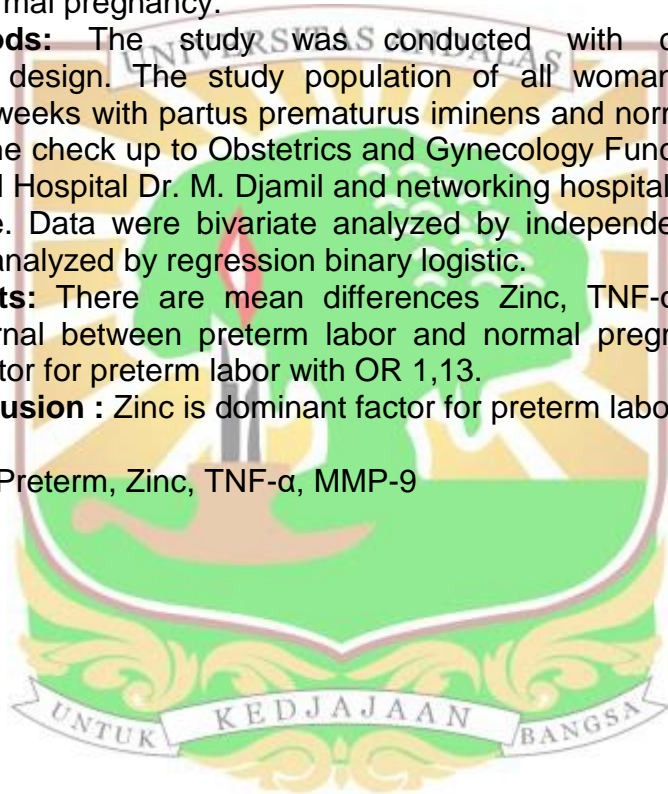 rmal pregnancy.
ods: The study was conducted with c
design. The study population of all woman
weeks with partus prematurus iminens and norr
ne check up to Obstetrics and Gynecology Func
l Hospital Dr. M. Djamil and networking hospital
e. Data were bivariate analyzed by independe
analyzed by regression binary logistic.
ts: There are mean differences Zinc, TNF-α
rnal between preterm labor and normal pregr
tor for preterm labor with OR 1,13.
usion : Zinc is dominant factor for preterm labo
Preterm, Zinc, TNF-α, MMP-9
UNIVERSITAS ANDALAS
UNTUK KEDJAJAAN BANGSA